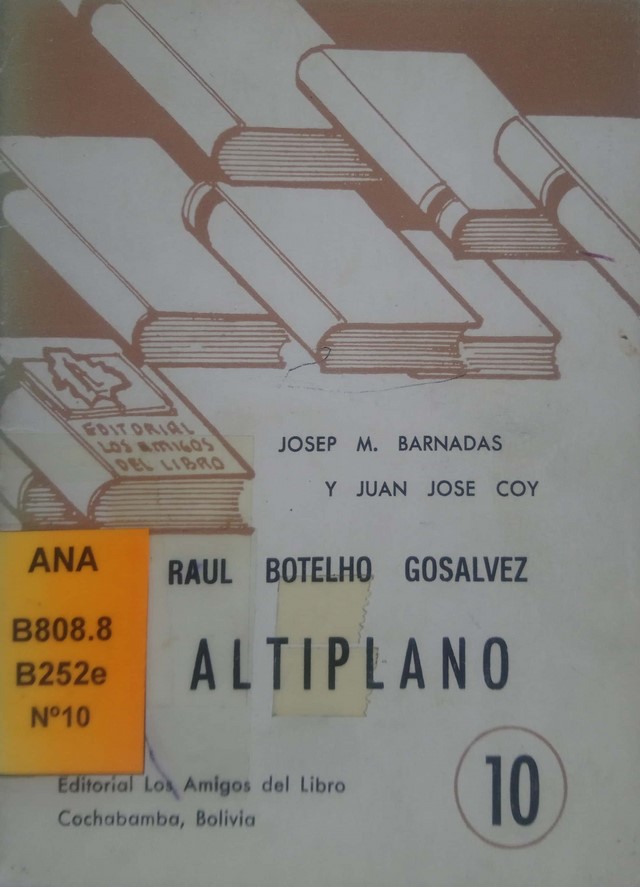 EDITORIAL
LOS AMIGOS
DEL LIBRO
JOSEP M. BARNADAS
Y JUAN JOSE COY
RAUL BOTELHO GOSALVEZ
ALTIPLANO
ANA
B808.8
B252e
Nº10
Editorial Los Amigos del Libro
Cochabamba, Bolivia
10